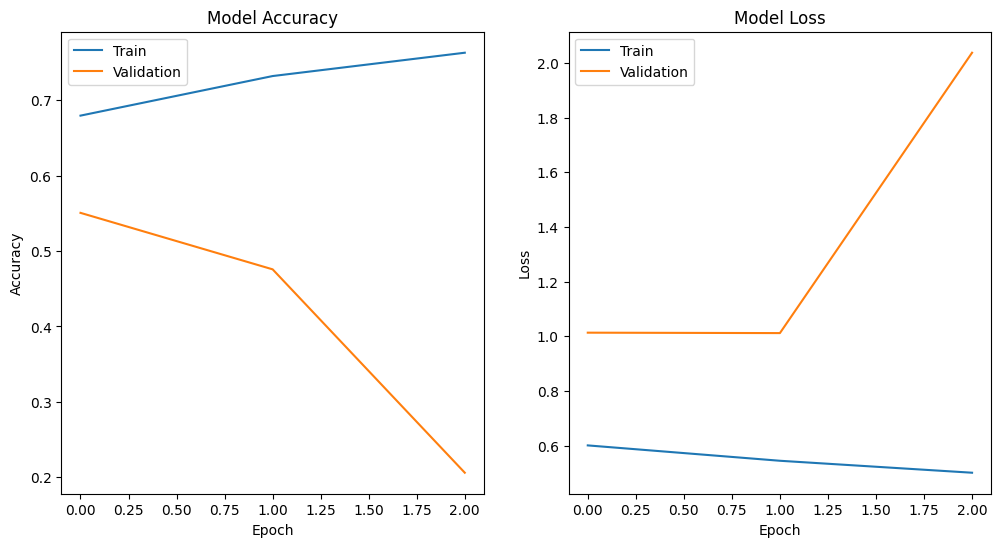 Model Accuracy
Train
Validation
0.7
0.6
0.5
0.4
0.3
0.2
Accuracy
0.00 0.25 0.50 0.75 1.00 1.25 1.50 1.75 2.00
Epoch
Model Loss
Train
Validation
2.0
1.8
1.6
1.4
1.2
1.0
0.8
0.6
Loss
0.00 0.25 0.50 0.75 1.00 1.25 1.50 1.75 2.00
Epoch